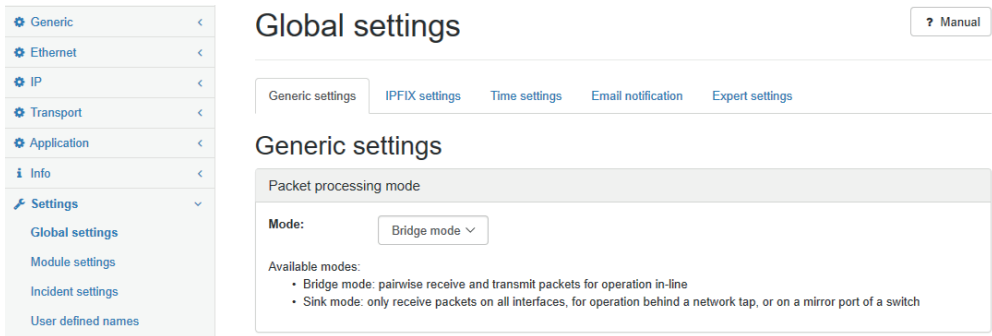 Generic
Ethernet
IP
Transport
Application
Info
Settings
Global settings
Module settings
Incident settings
User defined names
Global settings
? Manual
Generic settings IPFIX settings Time settings Email notification Expert settings
Generic settings
Packet processing mode
Mode: Bridge mode
Available modes:
• Bridge mode: pairwise receive and transmit packets for operation in-line
• Sink mode: only receive packets on all interfaces, for operation behind a network tap, or on a mirror port of a switch